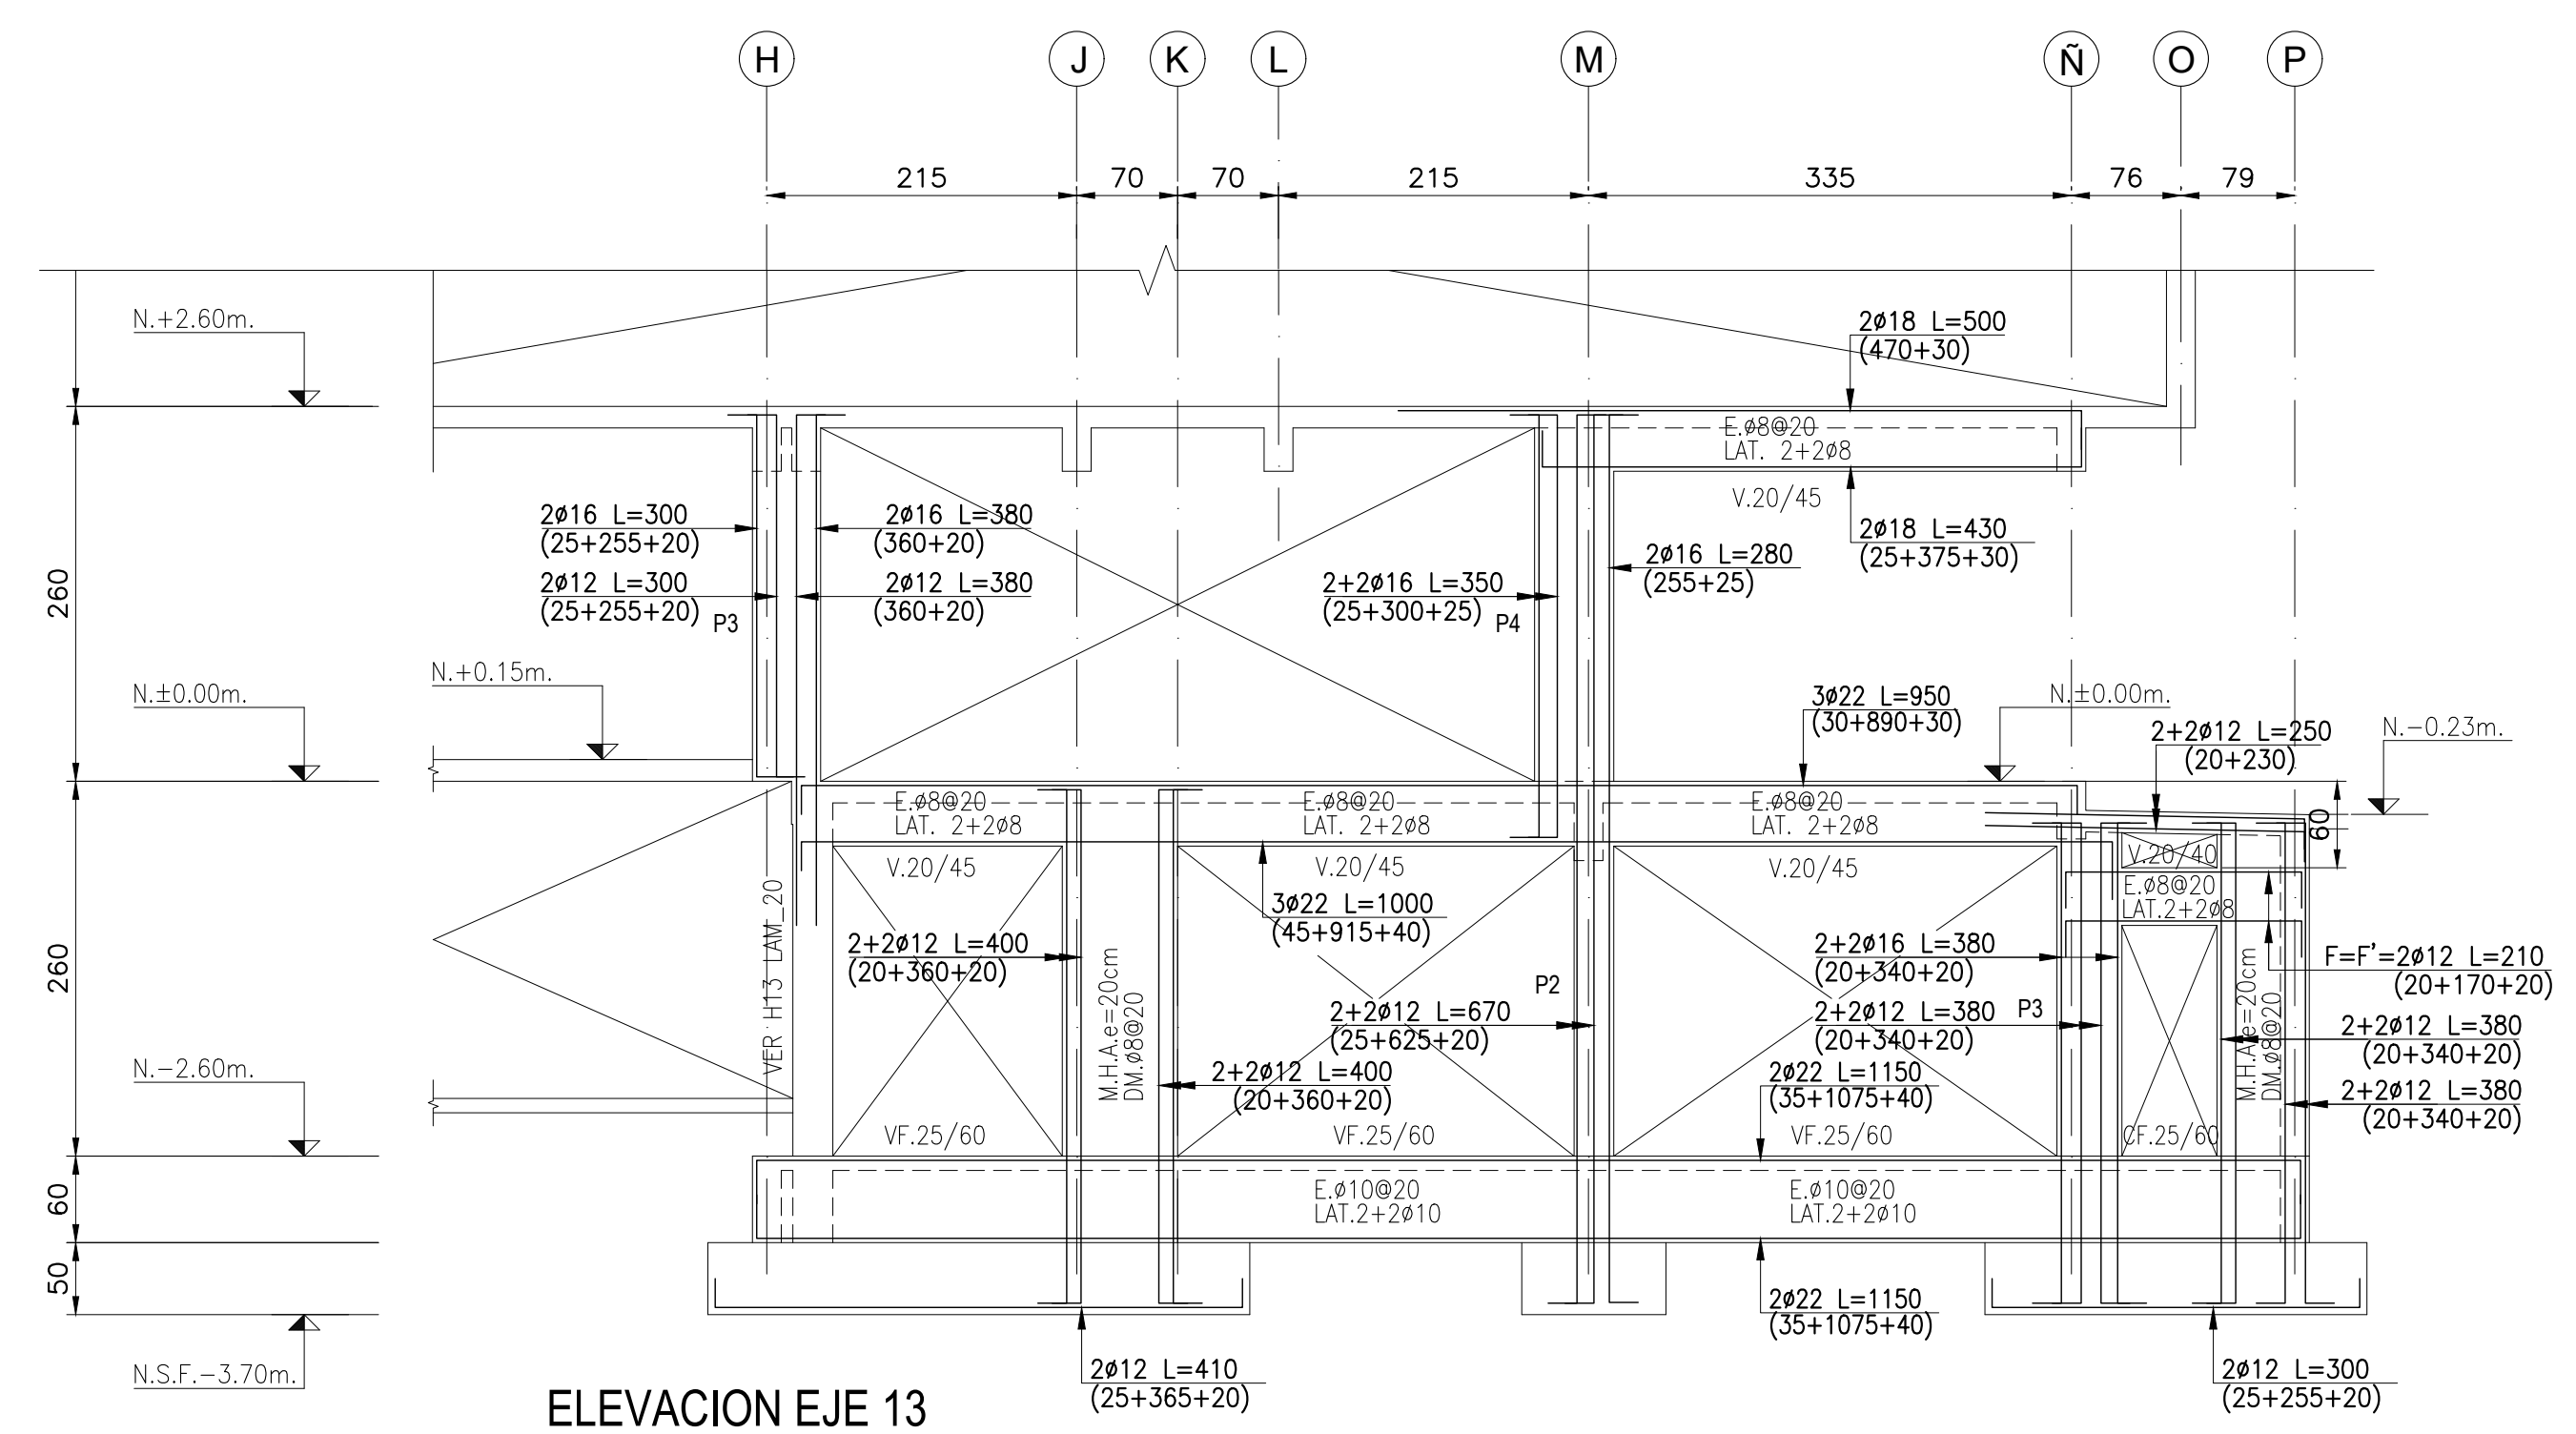 H J K L M Ñ O P
215 70 70 215 335 76 79
N.+2.60m.
2ø18 L=500
(470+30)
E.ø8@20
LAT. 2+2ø8
V.20/45
2ø16 L=300
(25+255+20)
2ø16 L=380
(360+20)
2ø18 L=430
(25+375+30)
2ø16 L=280
(255+25)
260
2ø12 L=300
(25+255+20)
P3
2ø12 L=380
(360+20)
2+2ø16 L=350
(25+300+25)
P4
N.+0.15m.
N.±0.00m.
3ø22 L=950
(30+890+30)
N.±0.00m.
2+2ø12 L=250
(20+230)
N.-0.23m.
60
E.ø8@20
LAT. 2+2ø8
V.20/45
E.ø8@20
LAT. 2+2ø8
V.20/45
E.ø8@20
LAT. 2+2ø8
V.20/45
V.20/40
E.ø8@20
LAT.2+2ø8
VER H13 LAM_20
3ø22 L=1000
(45+915+40)
260
2+2ø12 L=400
(20+360+20)
M.H.A.e=20cm
DM.ø8@20
2+2ø16 L=380
(20+340+20)
F=F'=2ø12 L=210
(20+170+20)
P2
2+2ø12 L=670
(25+625+20)
2+2ø12 L=380
(20+340+20)
P3
M.H.A.e=20cm
DM.ø8@20
2+2ø12 L=380
(20+340+20)
N.-2.60m.
2+2ø12 L=400
(20+360+20)
2ø22 L=1150
(35+1075+40)
2+2ø12 L=380
(20+340+20)
VF.25/60
VF.25/60
VF.25/60
CF.25/60
60
E.ø10@20
LAT.2+2ø10
E.ø10@20
LAT.2+2ø10
50
2ø22 L=1150
(35+1075+40)
N.S.F.-3.70m.
2ø12 L=410
(25+365+20)
2ø12 L=300
(25+255+20)
ELEVACION EJE 13